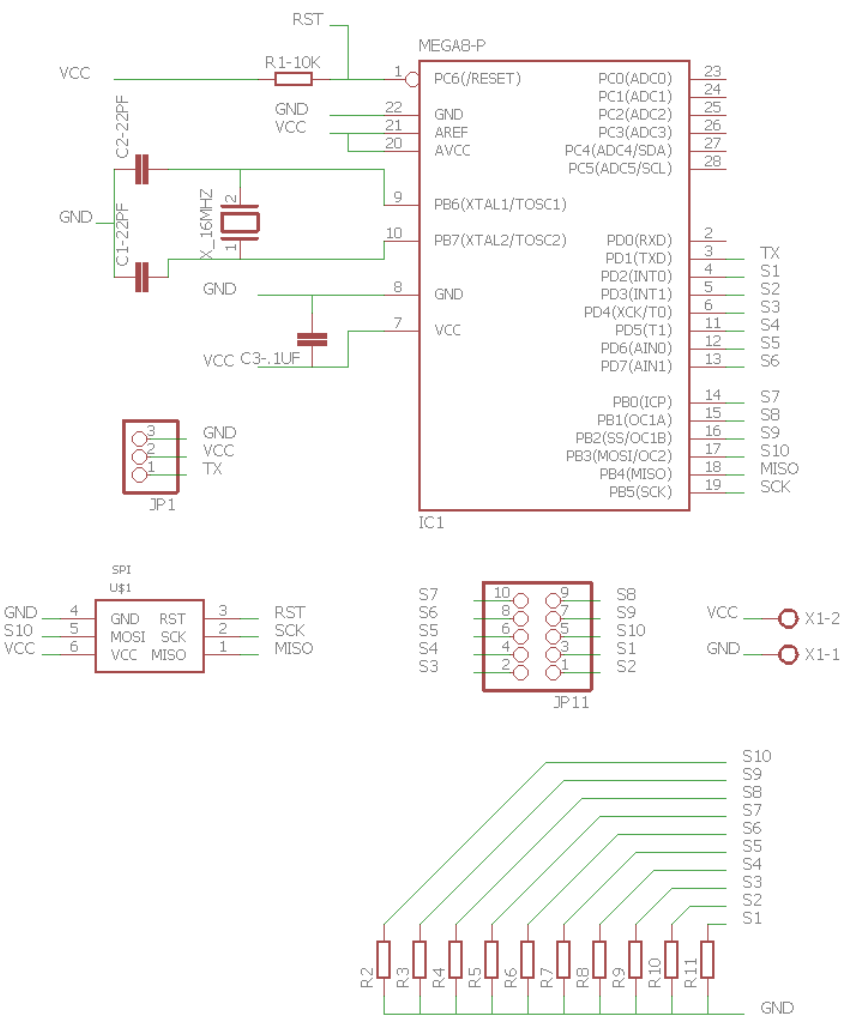 RST
MEGA8-P
VCC
R1-10K
1
PC6(/RESET)
PC0(ADC0)
23
PC1(ADC1)
24
GND
22
GND
PC2(ADC2)
25
VCC
21
AREF
PC3(ADC3)
26
20
AVCC
PC4(ADC4/SDA)
27
PC5(ADC5/SCL)
28
C2-22PF
GND
C1-22PF
X_16MHZ
2
1
9
PB6(XTAL1/TOSC1)
10
PB7(XTAL2/TOSC2)
PD0(RXD)
2
PD1(TXD)
3
TX
PD2(INT0)
4
S1
GND
8
GND
PD3(INT1)
5
S2
PD4(XCK/T0)
6
S3
7
VCC
PD5(T1)
11
S4
PD6(AIN0)
12
S5
VCC
C3-.1UF
PD7(AIN1)
13
S6
PB0(ICP)
14
S7
PB1(OC1A)
15
S8
PB2(SS/OC1B)
16
S9
PB3(MOSI/OC2)
17
S10
PB4(MISO)
18
MISO
PB5(SCK)
19
SCK
IC1
3
GND
2
VCC
1
TX
JP1
SPI
U$1
GND
4
GND
RST
3
RST
S10
5
MOSI
SCK
2
SCK
VCC
6
VCC
MISO
1
MISO
S7
10
9
S8
S6
8
7
S9
S5
6
5
S10
S4
4
3
S1
S3
2
1
S2
JP11
VCC
X1-2
GND
X1-1
S10
S9
S8
S7
S6
S5
S4
S3
S2
S1
R2
R3
R4
R5
R6
R7
R8
R9
R10
R11
GND